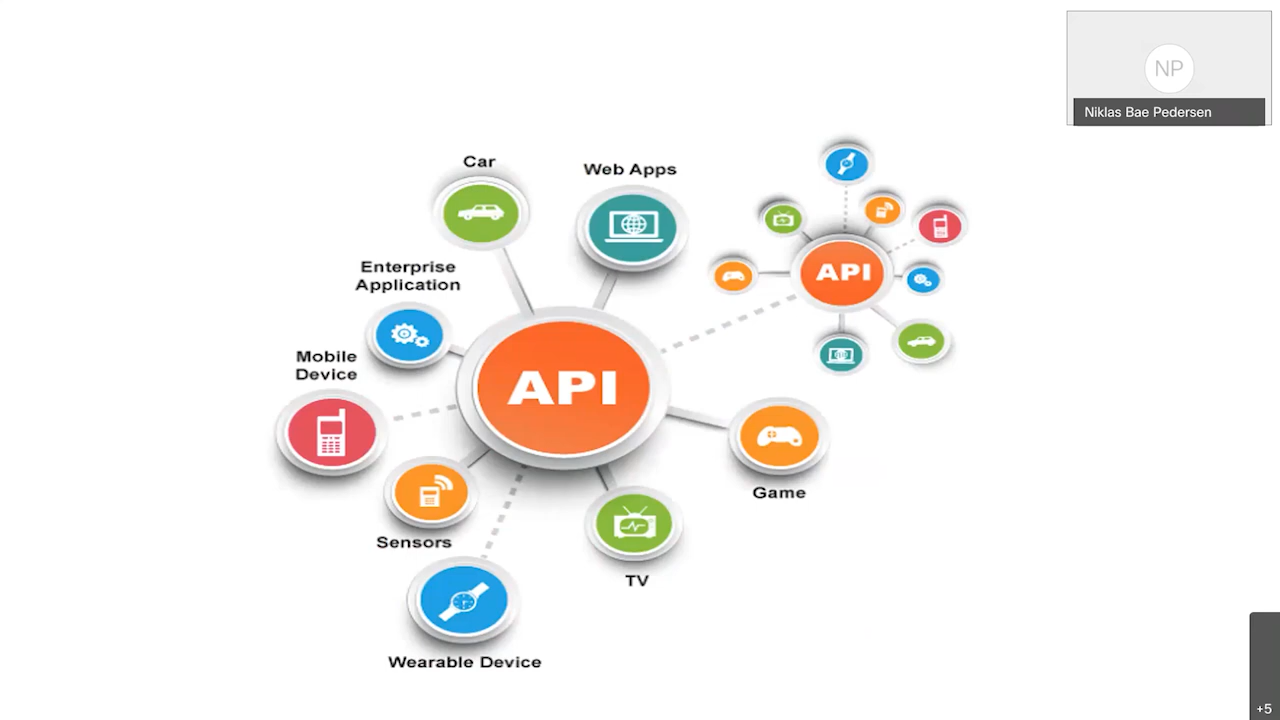 NP
Niklas Bae Pedersen
Car
Web Apps
Enterprise
Application
API
Mobile
Device
API
Game
Sensors
TV
Wearable Device
+5